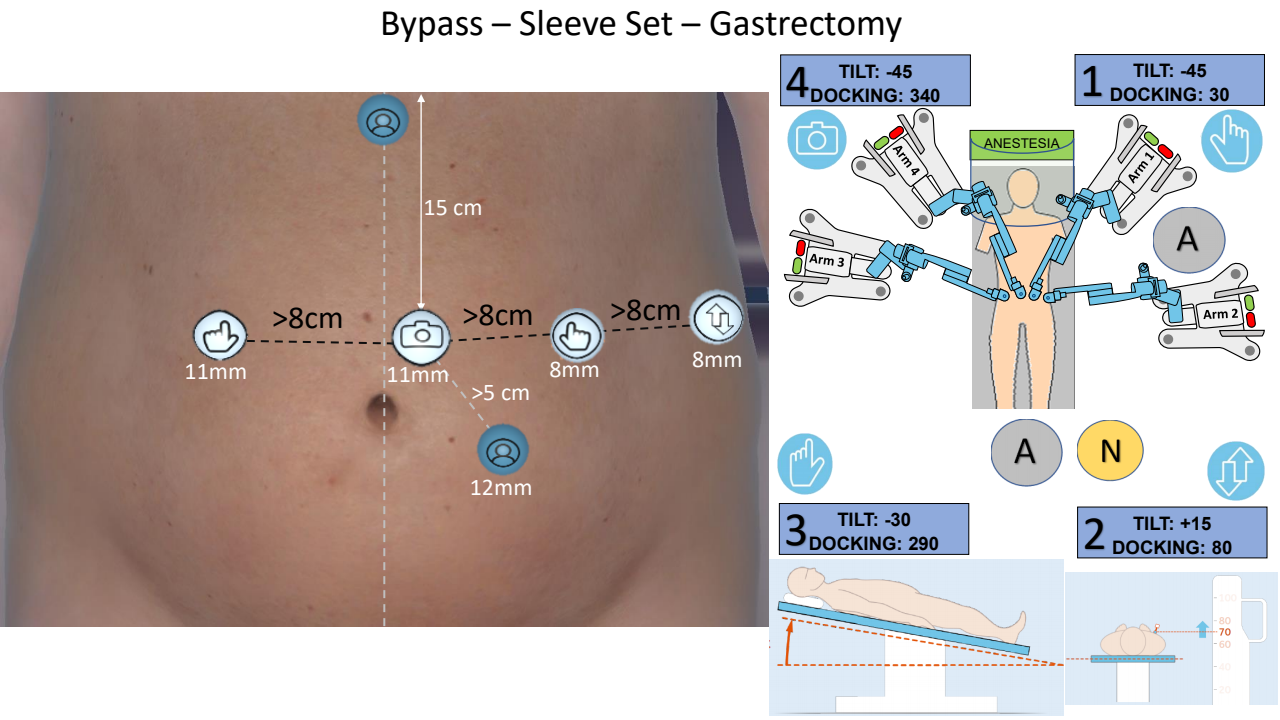 Bypass – Sleeve Set – Gastrectomy
15 cm
>8cm
>8cm
>8cm
11mm
11mm
8mm
8mm
>5 cm
12mm
4
TILT: -45
DOCKING: 340
1
TILT: -45
DOCKING: 30
ANESTESIA
Arm 4
Arm 1
A
Arm 3
Arm 2
A
N
3
TILT: -30
DOCKING: 290
2
TILT: +15
DOCKING: 80
100
80
70
60
40
20